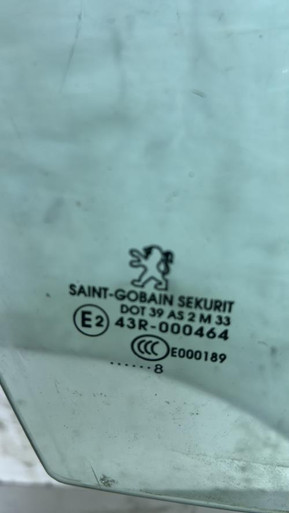 SAINT-GOBAIN SEKURIT
DOT 39 AS 2 M 33
E2 43R-000464
CCC E000189
......8